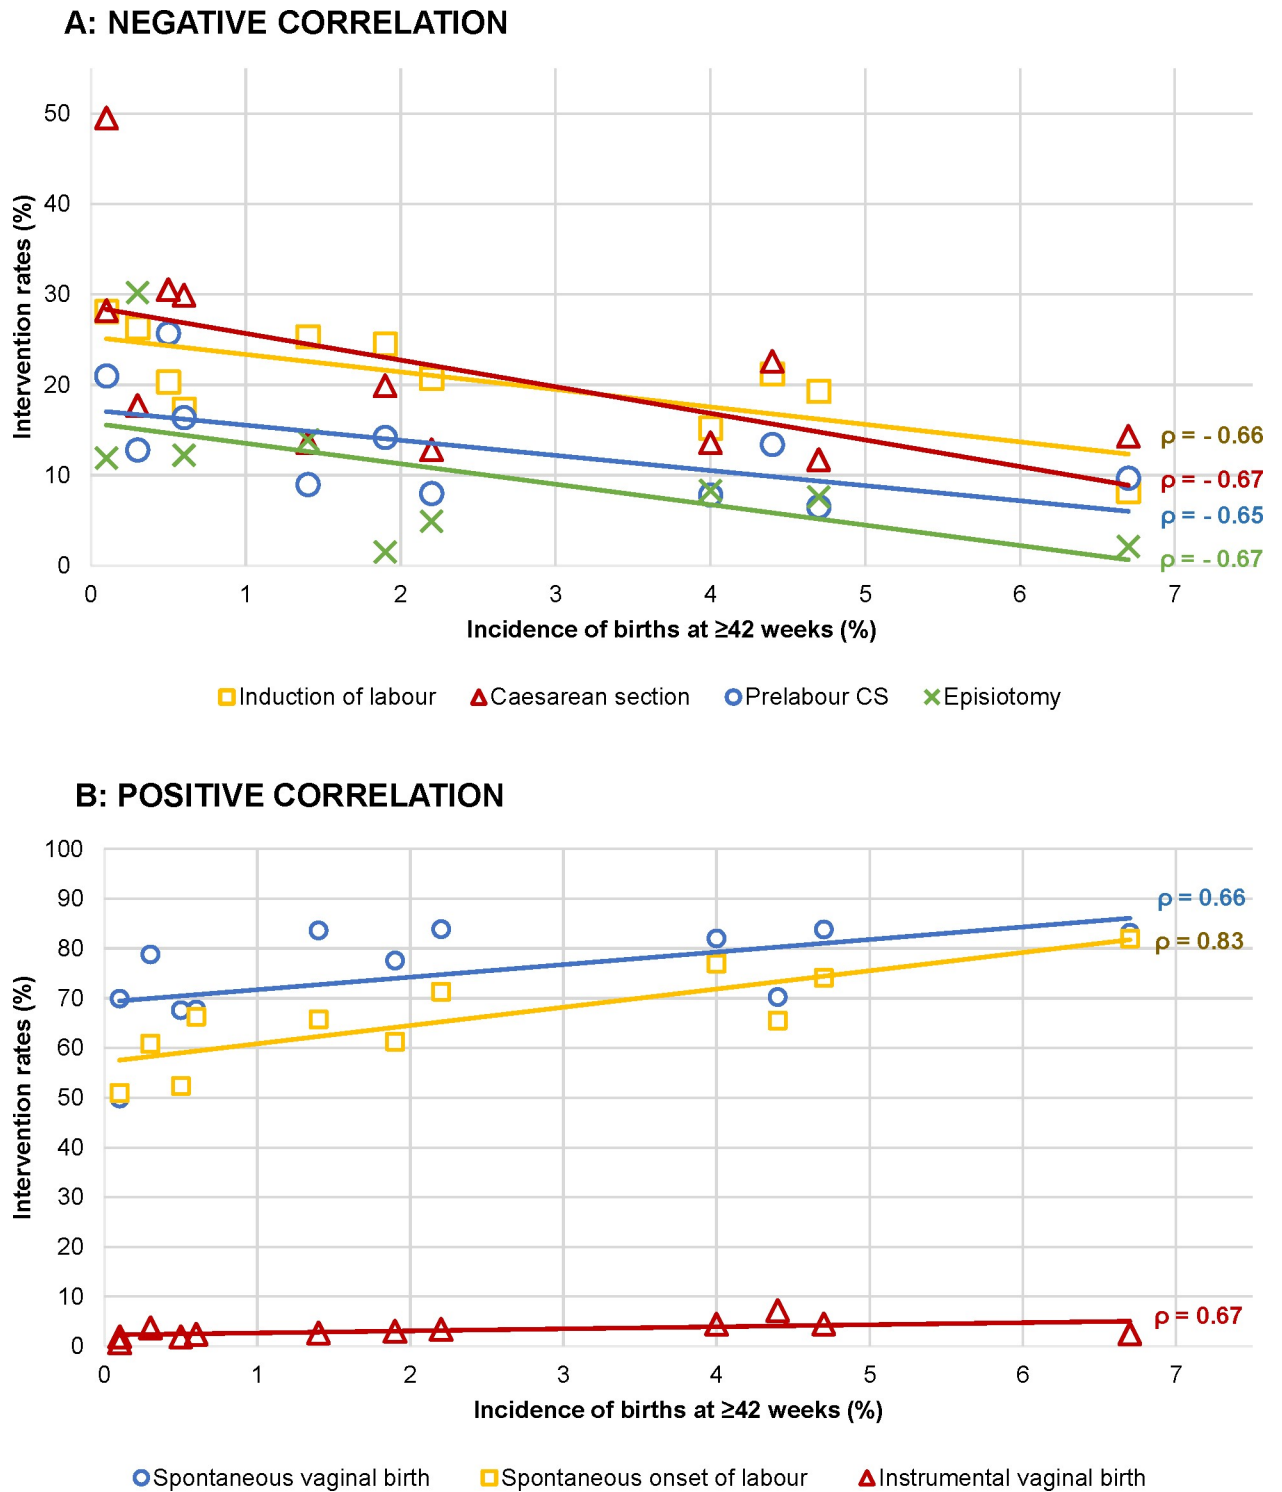 A: NEGATIVE CORRELATION
50
40
30
20
10
0
Intervention rates (%)
ρ = - 0.66
ρ = - 0.67
ρ = - 0.65
ρ = - 0.67
0 1 2 3 4 5 6 7
Incidence of births at ≥42 weeks (%)
Induction of labour Caesarean section Prelabour CS Episiotomy
B: POSITIVE CORRELATION
100
90
80
70
60
50
40
30
20
10
0
Intervention rates (%)
ρ = 0.66
ρ = 0.83
ρ = 0.67
0 1 2 3 4 5 6 7
Incidence of births at ≥42 weeks (%)
Spontaneous vaginal birth Spontaneous onset of labour Instrumental vaginal birth